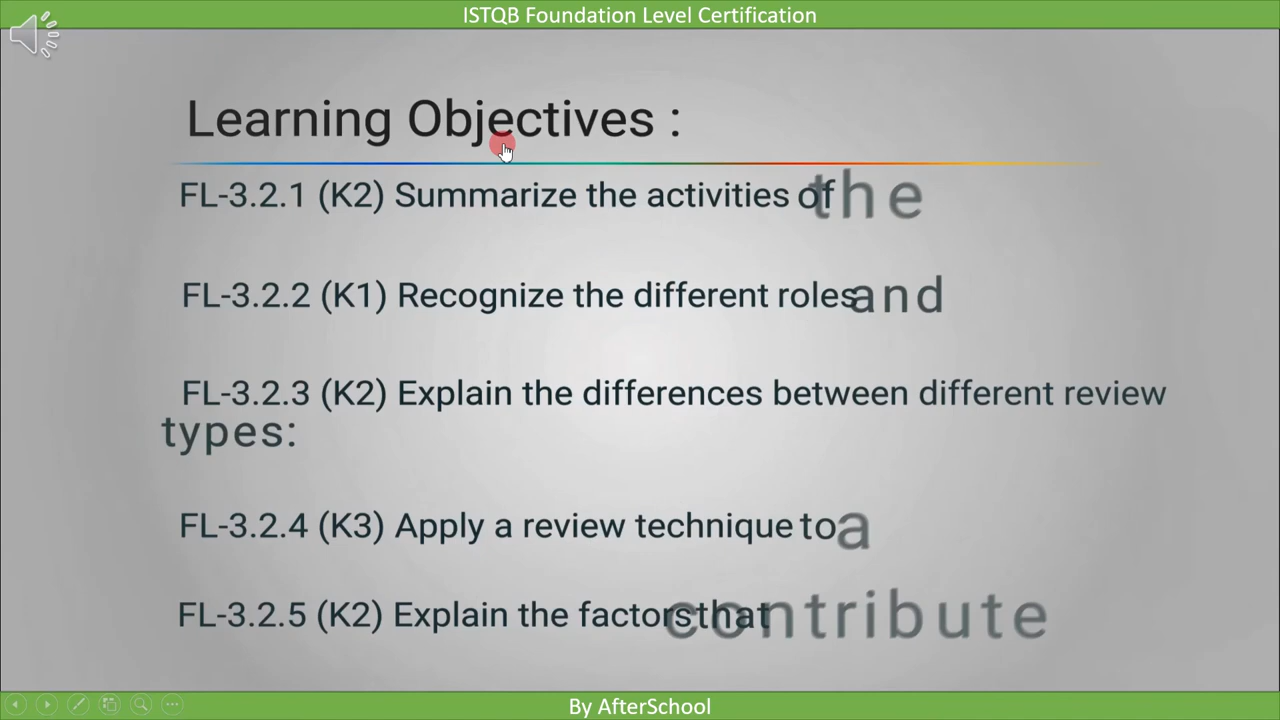 ISTQB Foundation Level Certification
Learning Objectives :
FL-3.2.1 (K2) Summarize the activities of the
FL-3.2.2 (K1) Recognize the different roles and
FL-3.2.3 (K2) Explain the differences between different review
types:
FL-3.2.4 (K3) Apply a review technique to a
FL-3.2.5 (K2) Explain the factors that contribute
By AfterSchool